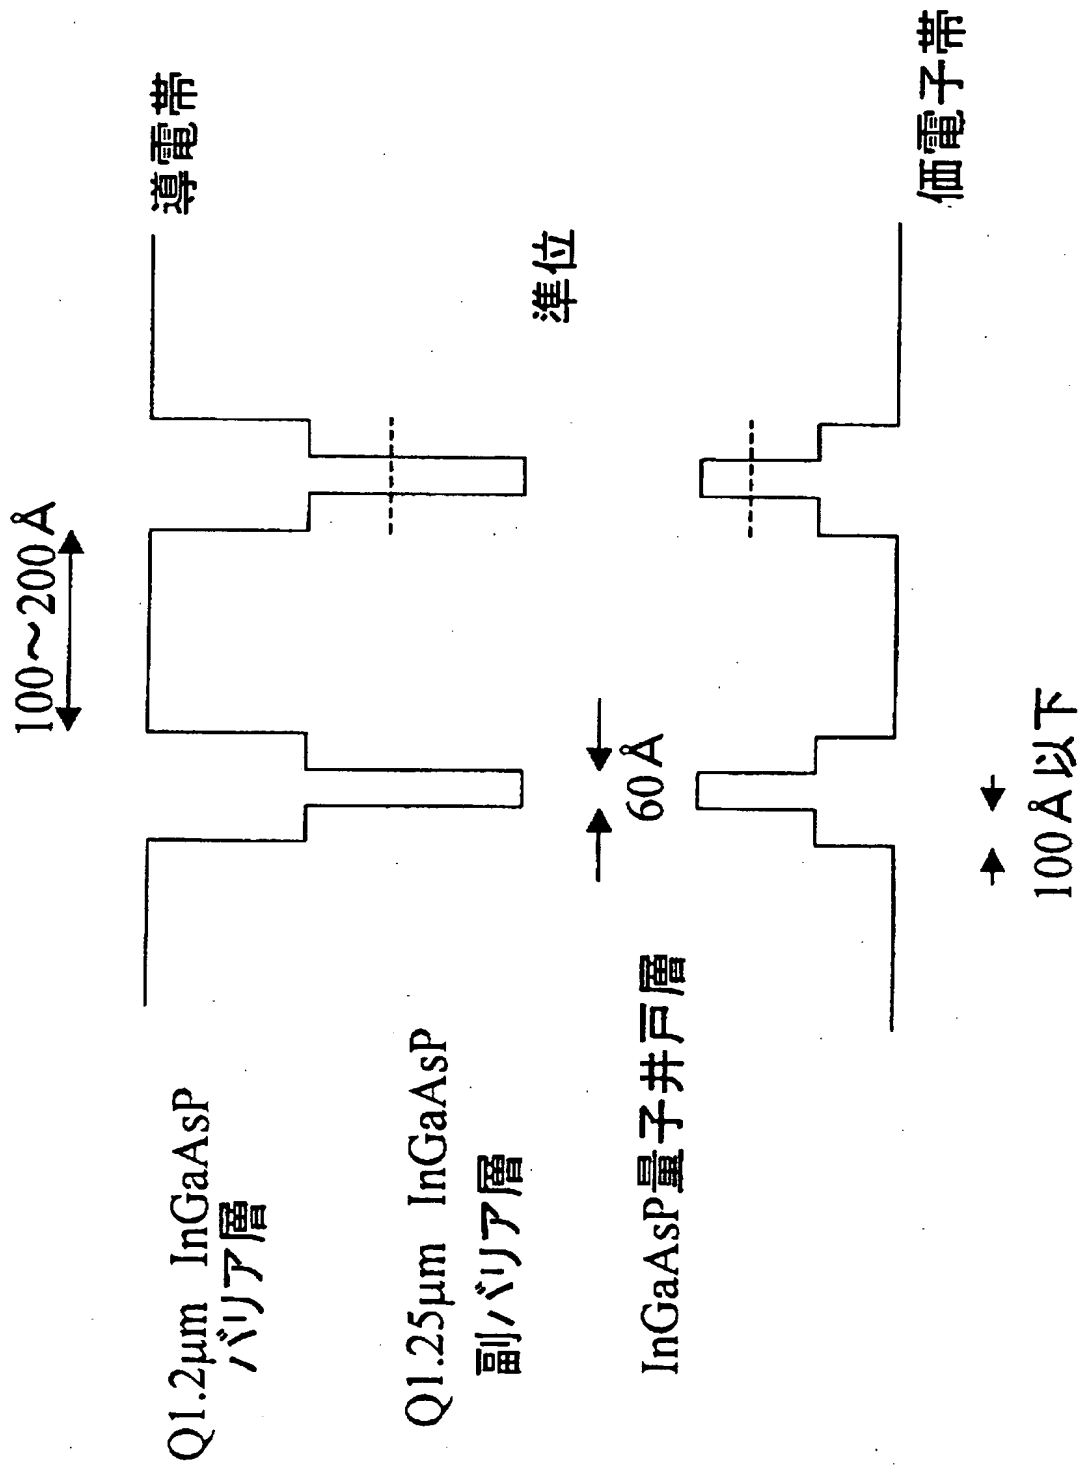 100～200Å
導電帯
Q1.2μm InGaAsP
バリア層
Q1.25μm InGaAsP
副バリア層
準位
60Å
InGaAsP量子井戸層
価電子帯
100Å以下